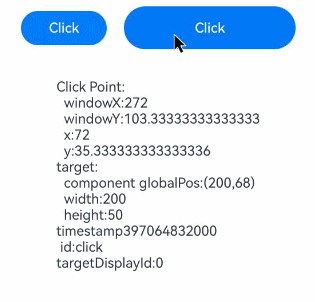 Click Click
Click Point:
windowX:272
windowY:103.33333333333333
x:72
y:35.333333333333336
target:
component globalPos:(200,68)
width:200
height:50
timestamp397064832000
id:click
targetDisplayId:0